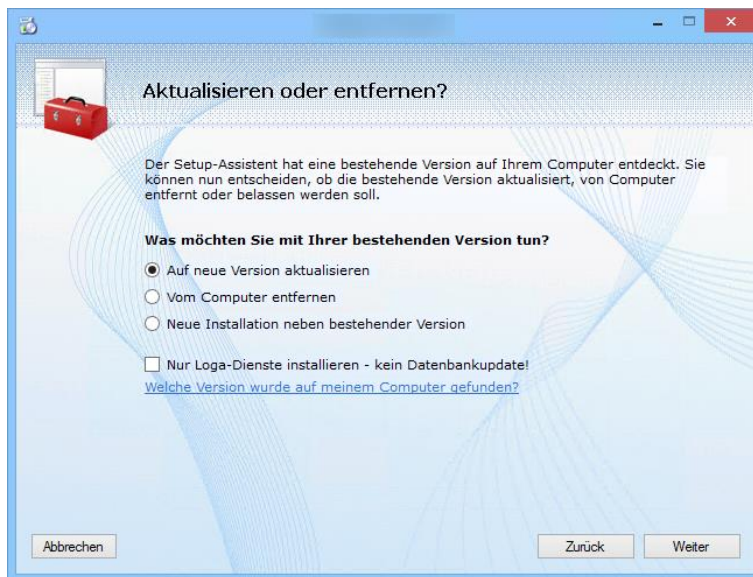 Aktualisieren oder entfernen?
Der Setup-Assistent hat eine bestehende Version auf Ihrem Computer entdeckt. Sie
können nun entscheiden, ob die bestehende Version aktualisiert, von Computer
entfernt oder belassen werden soll.
Was möchten Sie mit Ihrer bestehenden Version tun?
Auf neue Version aktualisieren
Vom Computer entfernen
Neue Installation neben bestehender Version
Nur Loga-Dienste installieren - kein Datenbankupdate!
Welche Version wurde auf meinem Computer gefunden?
Abbrechen
Zurück
Weiter